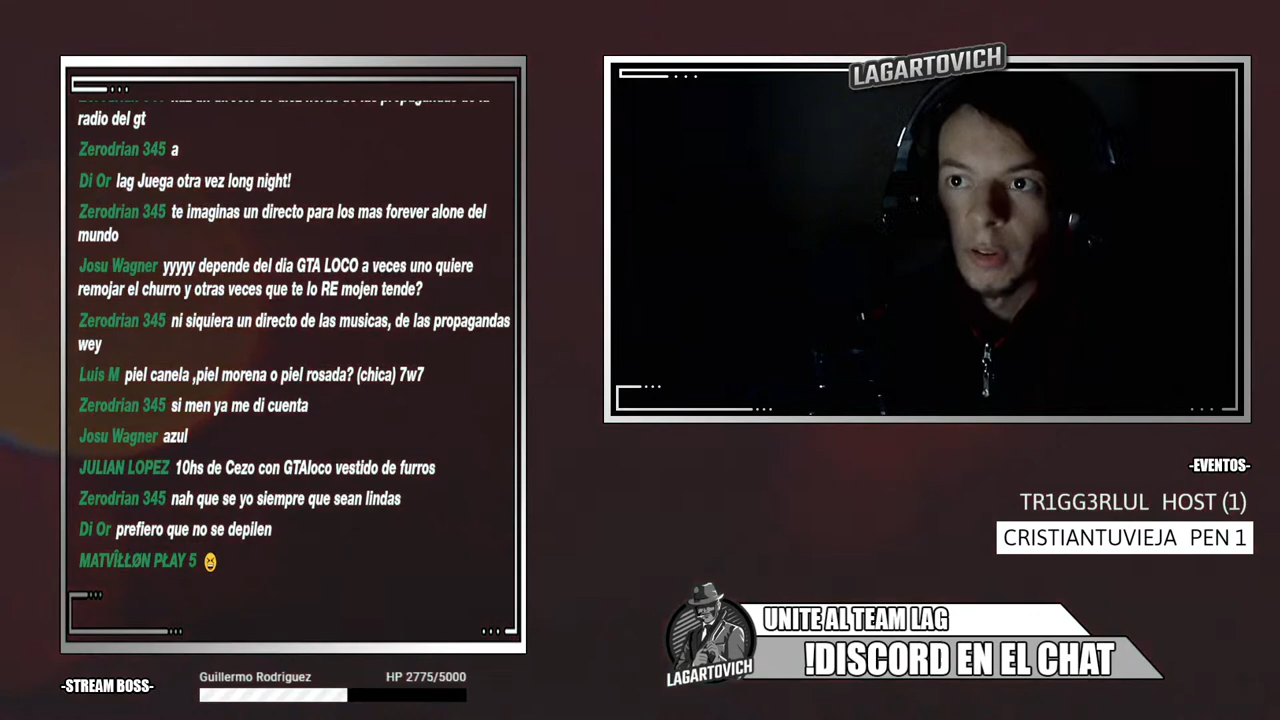 radio del gt
Zerodrian 345 a
Di Or lag Juega otra vez long night!
Zerodrian 345 te imaginas un directo para los mas forever alone del
mundo
Josu Wagner yyyyy depende del dia GTA LOCO a veces uno quiere
remojar el churro y otras veces que te lo RE mojen tende?
Zerodrian 345 ni siquiera un directo de las musicas, de las propagandas
wey
Luis M piel canela ,piel morena o piel rosada? (chica) 7w7
Zerodrian 345 si men ya me di cuenta
Josu Wagner azul
JULIAN LOPEZ 10hs de Cezo con GTAloco vestido de furros
Zerodrian 345 nah que se yo siempre que sean lindas
Di Or prefiero que no se depilen
MATVÎŁŁØN PŁAY 5 😠
-STREAM BOSS-
Guillermo Rodriguez HP 2775/5000
LAGARTOVICH
-EVENTOS-
TR1GG3RLUL HOST (1)
CRISTIANTUVIEJA PEN 1
UNITE AL TEAM LAG
!DISCORD EN EL CHAT
LAGARTOVICH